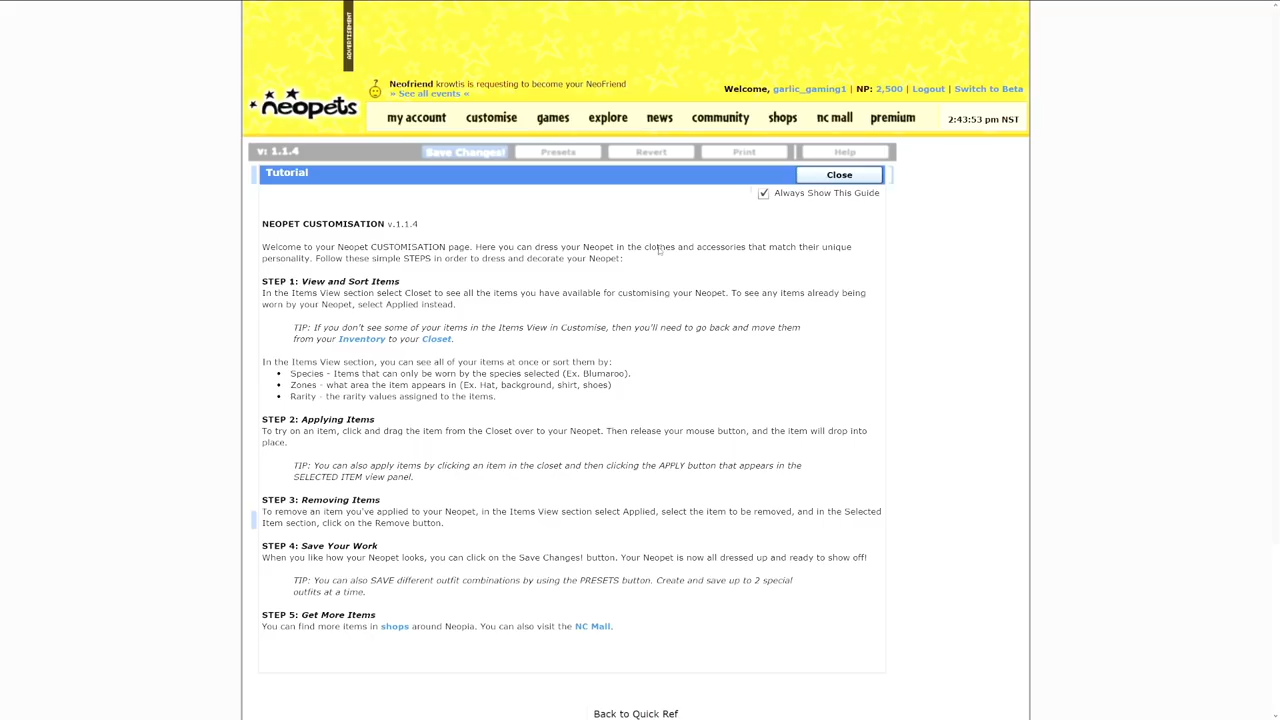 ADVERTISEMENT
Neofriend krowtis is requesting to become your NeoFriend
» See all events «
Welcome, garlic_gaming1 | NP: 2,500 | Logout | Switch to Beta
neopets
my account customise games explore news community shops nc mall premium 2:43:53 pm NST
v: 1.1.4 Save Changes! Presets Revert Print Help
Tutorial Close
Always Show This Guide
NEOPET CUSTOMISATION v.1.1.4
Welcome to your Neopet CUSTOMISATION page. Here you can dress your Neopet in the clothes and accessories that match their unique
personality. Follow these simple STEPS in order to dress and decorate your Neopet:
STEP 1: View and Sort Items
In the Items View section select Closet to see all the items you have available for customising your Neopet. To see any items already being
worn by your Neopet, select Applied instead.
TIP: If you don't see some of your items in the Items View in Customise, then you'll need to go back and move them
from your Inventory to your Closet.
In the Items View section, you can see all of your items at once or sort them by:
• Species - Items that can only be worn by the species selected (Ex. Blumaroo).
• Zones - what area the item appears in (Ex. Hat, background, shirt, shoes)
• Rarity - the rarity values assigned to the items.
STEP 2: Applying Items
To try on an item, click and drag the item from the Closet over to your Neopet. Then release your mouse button, and the item will drop into
place.
TIP: You can also apply items by clicking an item in the closet and then clicking the APPLY button that appears in the
SELECTED ITEM view panel.
STEP 3: Removing Items
To remove an item you've applied to your Neopet, in the Items View section select Applied, select the item to be removed, and in the Selected
Item section, click on the Remove button.
STEP 4: Save Your Work
When you like how your Neopet looks, you can click on the Save Changes! button. Your Neopet is now all dressed up and ready to show off!
TIP: You can also SAVE different outfit combinations by using the PRESETS button. Create and save up to 2 special
outfits at a time.
STEP 5: Get More Items
You can find more items in shops around Neopia. You can also visit the NC Mall.
Back to Quick Ref